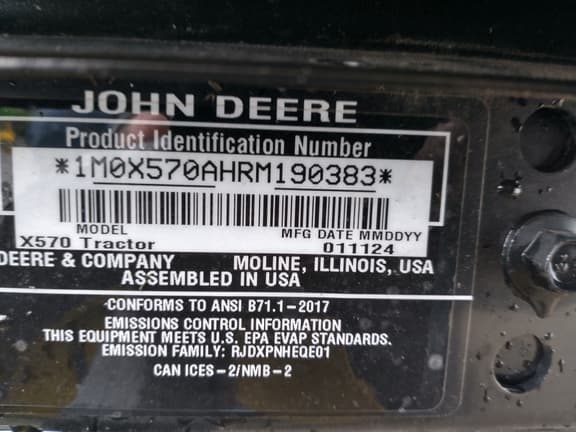 JOHN DEERE
Product Identification Number
*1M0X570AHRM190383*
MODEL MFG DATE MMDDYY
X570 Tractor 011124
DEERE & COMPANY MOLINE, ILLINOIS, USA
ASSEMBLED IN USA
CONFORMS TO ANSI B71.1-2017
EMISSIONS CONTROL INFORMATION
THIS EQUIPMENT MEETS U.S. EPA EVAP STANDARDS.
EMISSION FAMILY: RJDXPNHEQE01
CAN ICES-2/NMB-2